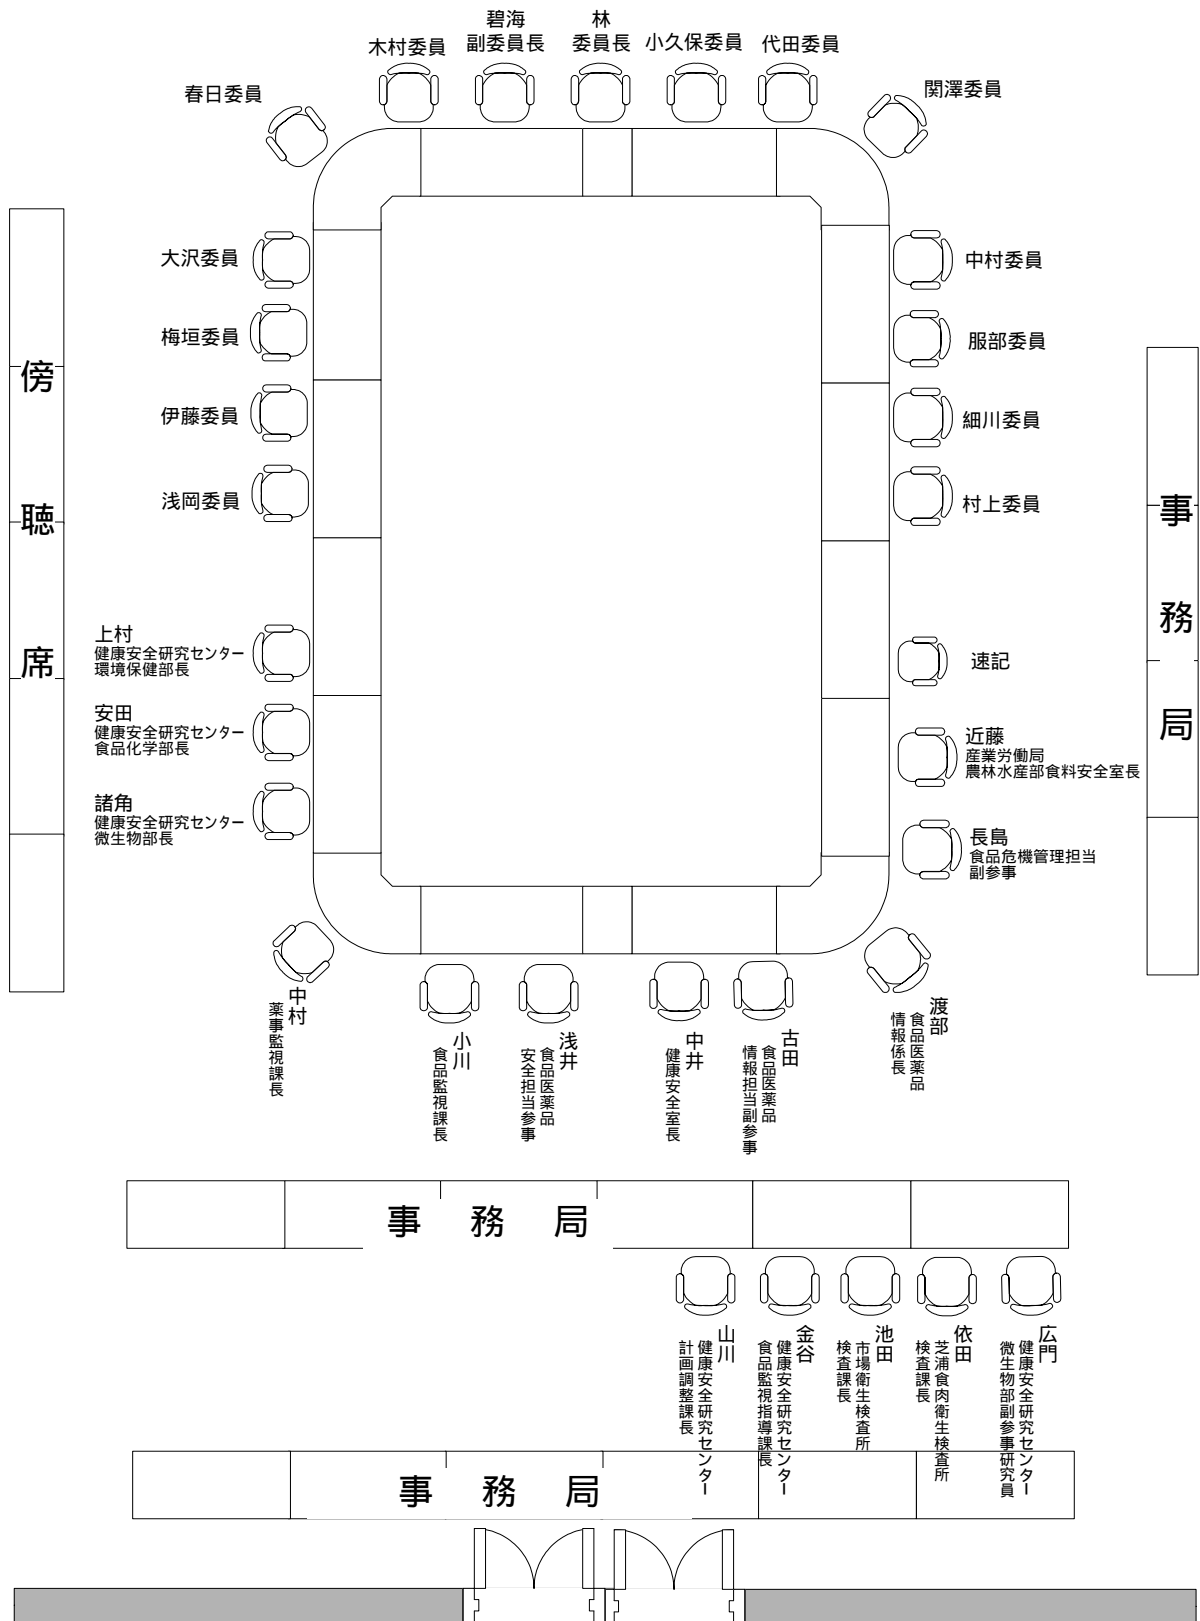 碧海
副委員長
林
委員長
木村委員
小久保委員
代田委員
春日委員
関澤委員
大沢委員
中村委員
梅垣委員
服部委員
伊藤委員
細川委員
浅岡委員
村上委員
傍聴席
事務局
上村
健康安全研究センター
環境保健部長
速記
安田
健康安全研究センター
食品化学部長
近藤
産業労働局
農林水産部食料安全室長
諸角
健康安全研究センター
微生物部長
長島
食品危機管理担当
副参事
中村
薬事監視課長
小川
食品監視課長
浅井
食品医薬品
安全担当参事
中井
健康安全室長
古田
食品医薬品
情報担当副参事
渡部
食品医薬品
情報係長
事務局
山川
健康安全研究センター
計画調整課長
金谷
健康安全研究センター
食品監視指導課長
池田
市場衛生検査所
検査課長
依田
芝浦食肉衛生検査所
検査課長
広門
健康安全研究センター
微生物部副参事研究員
事務局